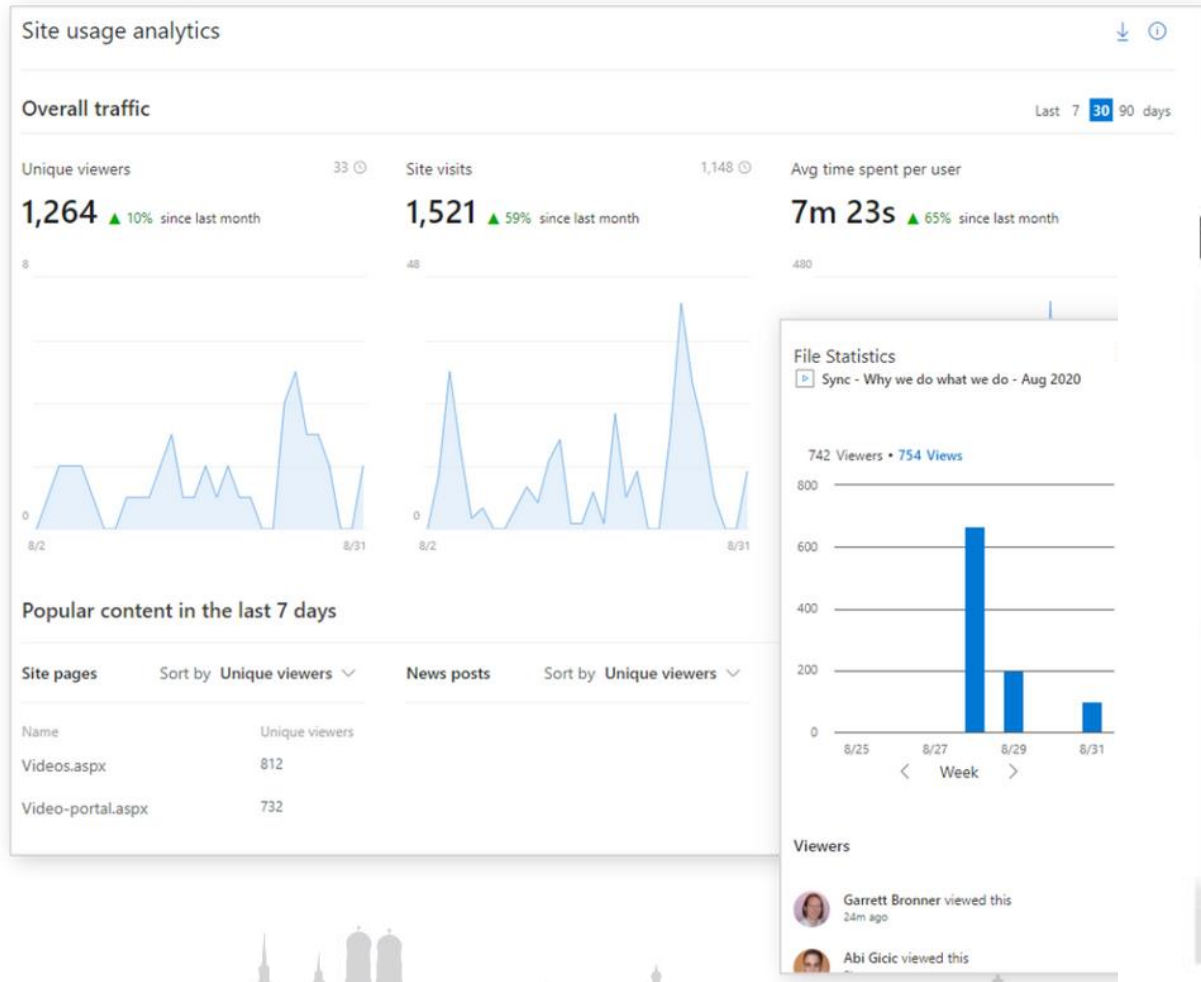 Site usage analytics
Overall traffic
Last 7 30 90 days
Unique viewers 33
1,264 ▲ 10% since last month
8
0
8/2 8/31
Site visits 1,148
1,521 ▲ 59% since last month
48
0
8/2 8/31
Avg time spent per user
7m 23s ▲ 65% since last month
480
Popular content in the last 7 days
Site pages Sort by Unique viewers
Name Unique viewers
Videos.aspx 812
Video-portal.aspx 732
News posts Sort by Unique viewers
File Statistics
Sync - Why we do what we do - Aug 2020
742 Viewers • 754 Views
800
600
400
200
0
8/25 8/27 8/29 8/31
Week
Viewers
Garrett Bronner viewed this
24m ago
Abi Gicic viewed this